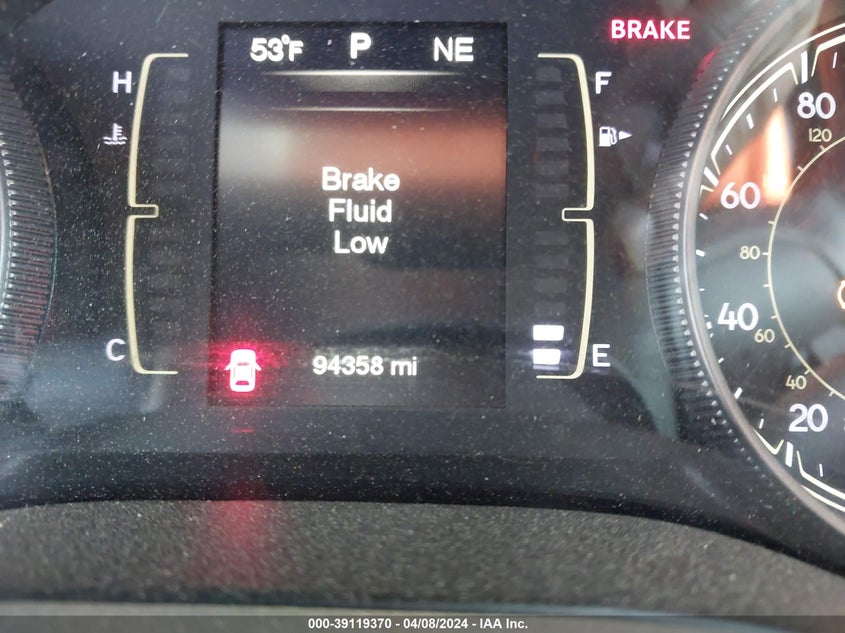 53°F P NE
BRAKE
H
F
Brake
Fluid
Low
C
E
94358 mi
80
120
60
80
40
60
40
20
000-39119370 - 04/08/2024 - IAA Inc.